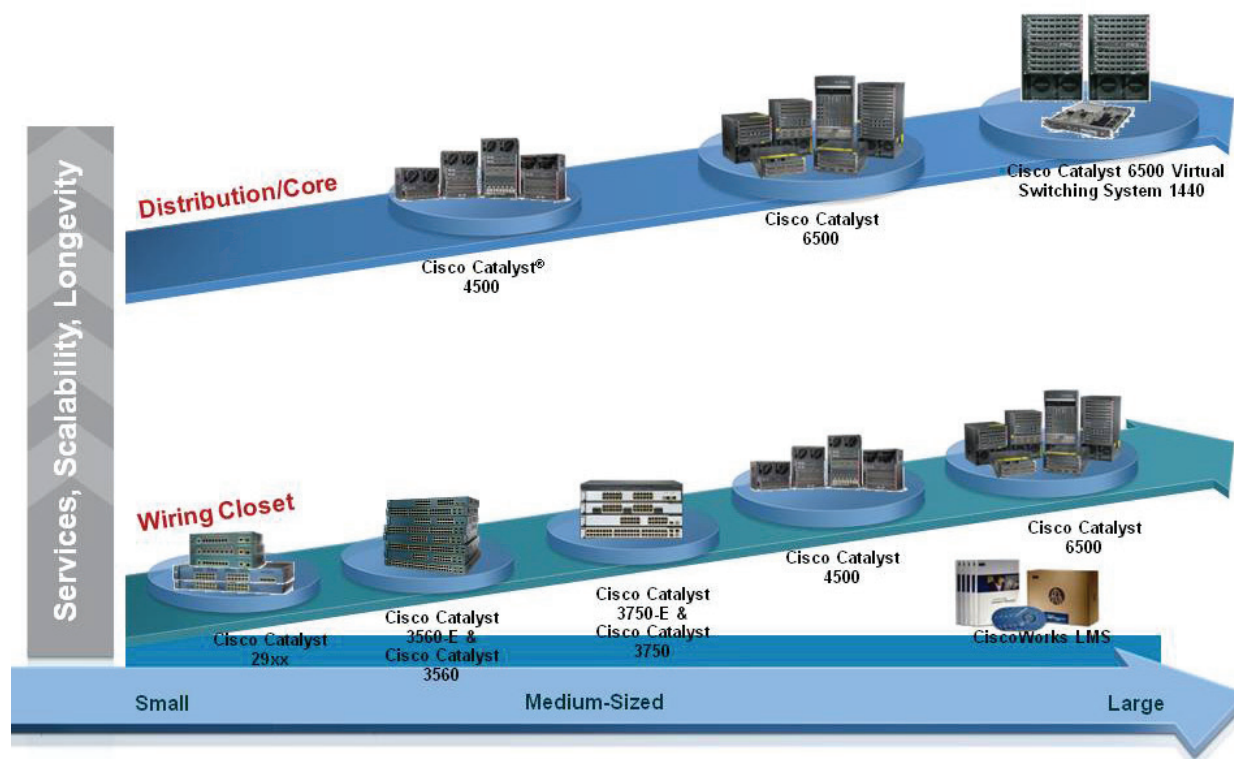 Services, Scalability, Longevity
Distribution/Core
Cisco Catalyst®
4500
Cisco Catalyst
6500
Cisco Catalyst 6500 Virtual
Switching System 1440
Wiring Closet
Cisco Catalyst
29xx
Cisco Catalyst
3560-E &
Cisco Catalyst
3560
Cisco Catalyst
3750-E &
Cisco Catalyst
3750
Cisco Catalyst
4500
Cisco Catalyst
6500
CiscoWorks LMS
Small
Medium-Sized
Large